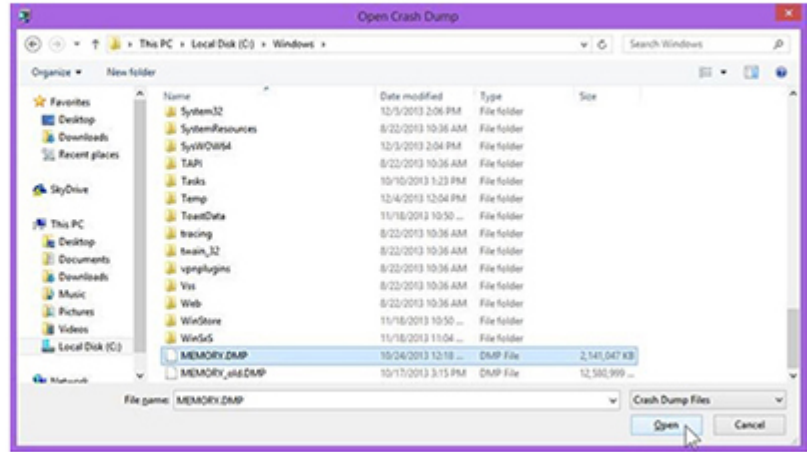 Open Crash Dump
This PC ▸ Local Disk (C:) ▸ Windows ▸
Search Windows
Organize ▾ New folder
Name Date modified Type Size
Favorites
Desktop
Downloads
Recent places
SkyDrive
This PC
Desktop
Documents
Downloads
Music
Pictures
Videos
Local Disk (C:)
Network
System32 12/3/2013 2:06 PM File folder
SystemResources 8/22/2013 10:36 AM File folder
SysWOW64 12/3/2013 2:04 PM File folder
TAPI 8/22/2013 10:36 AM File folder
Tasks 10/10/2013 1:23 PM File folder
Temp 12/4/2013 12:04 PM File folder
ToastData 11/18/2013 10:50 ... File folder
tracing 8/22/2013 10:36 AM File folder
twain_32 8/22/2013 10:36 AM File folder
vpnplugins 8/22/2013 10:36 AM File folder
Vss 8/22/2013 10:36 AM File folder
Web 8/22/2013 10:36 AM File folder
WinStore 11/18/2013 10:50 ... File folder
WinSxS 11/18/2013 11:04 ... File folder
MEMORY.DMP 10/24/2013 12:18 ... DMP File 2,141,047 KB
MEMORY_old.DMP 10/17/2013 3:15 PM DMP File 12,580,999 ...
File name: MEMORY.DMP Crash Dump Files
Open Cancel